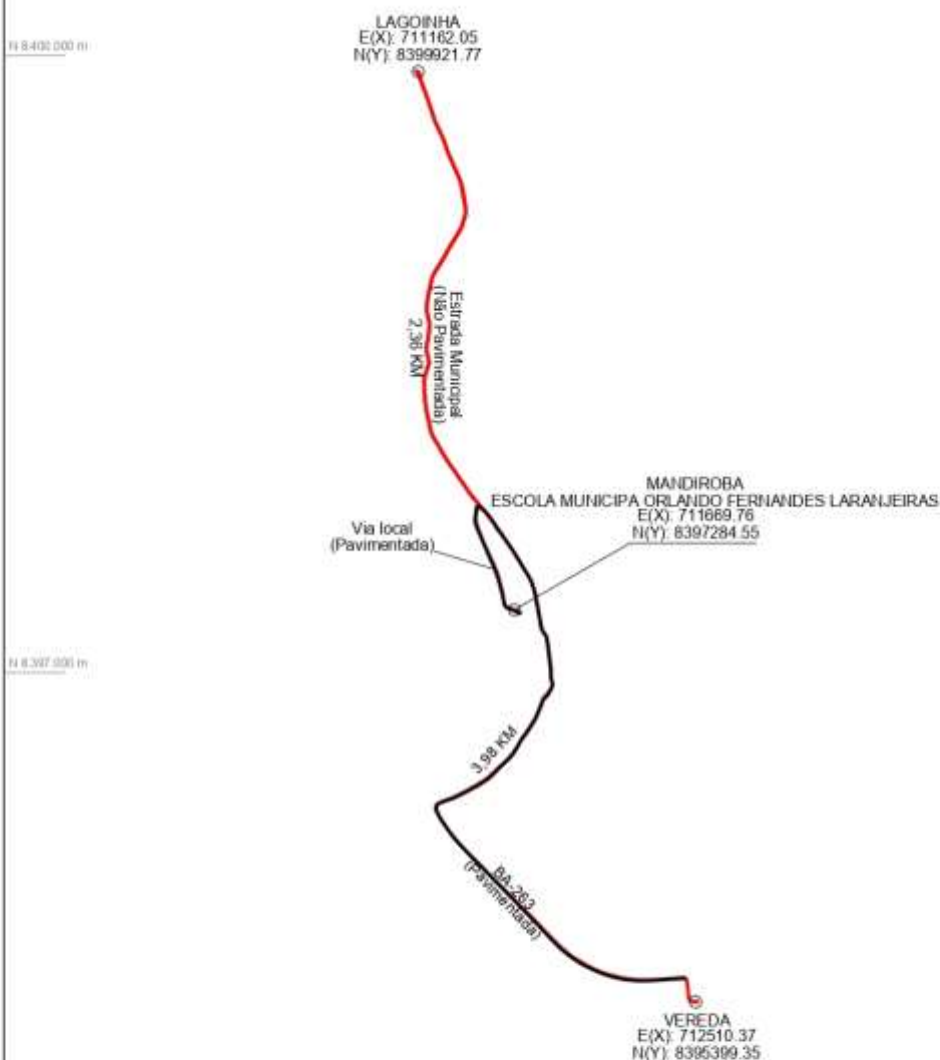 LAGOINHA
E(X): 711162.05
N(Y): 8399921.77
N 8.400.000 m
Estrada Municipal
(Não Pavimentada)
2,36 KM
MANDIROBA
ESCOLA MUNICIPA ORLANDO FERNANDES LARANJEIRAS
E(X): 711669.76
N(Y): 8397284.55
Via local
(Pavimentada)
N 8.397.000 m
3,98 KM
BA-263
(Pavimentada)
VEREDA
E(X): 712510.37
N(Y): 8395399.35